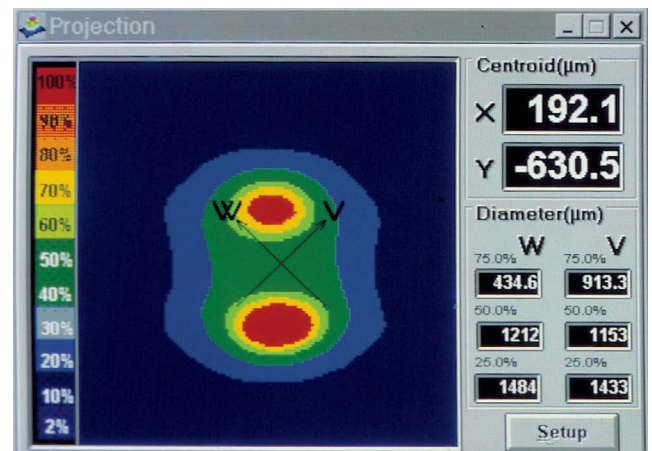 Projection
100%
90%
80%
70%
60%
50%
40%
30%
20%
10%
2%
W V
Centroid(µm)
X 192.1
Y -630.5
Diameter(µm)
W V
75.0% 75.0%
434.6 913.3
50.0% 50.0%
1212 1153
25.0% 25.0%
1484 1433
Setup